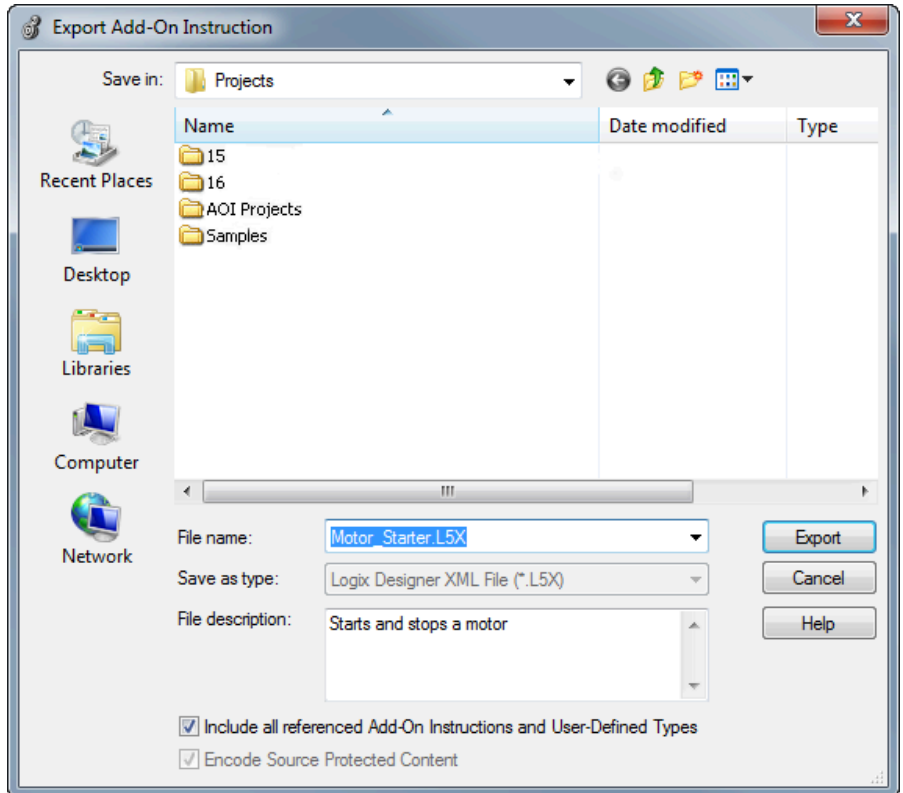 Export Add-On Instruction
Save in:
Projects
Name
Date modified
Type
15
16
AOI Projects
Samples
Recent Places
Desktop
Libraries
Computer
Network
File name:
Motor_Starter.L5X
Export
Save as type:
Logix Designer XML File (*.L5X)
Cancel
File description:
Starts and stops a motor
Help
Include all referenced Add-On Instructions and User-Defined Types
Encode Source Protected Content